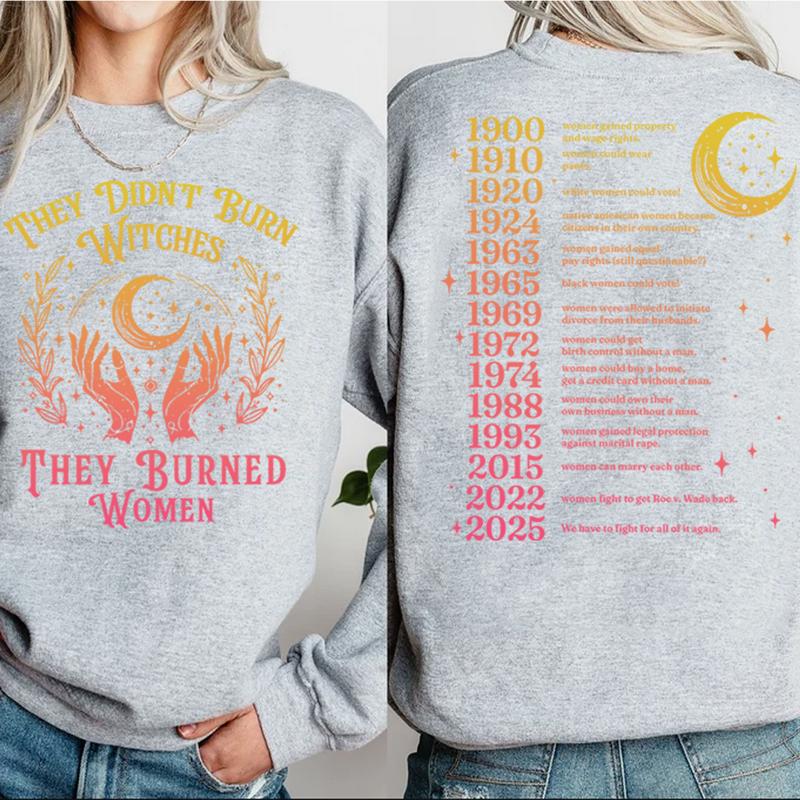 They Didn't Burn
Witches
They Burned
Women
1900 women gained property
and wage rights.
1910 women could wear
pants.
1920 white women could vote!
1924 native american women became
citizens in their own country.
1963 women gained equal
pay rights (still questionable?)
1965 black women could vote!
1969 women were allowed to initiate
divorce from their husbands.
1972 women could get
birth control without a man.
1974 women could buy a home,
get a credit card without a man.
1988 women could own their
own business without a man.
1993 women gained legal protection
against marital rape.
2015 women can marry each other.
2022 women fight to get Roe v. Wade back.
2025 We have to fight for all of it again.